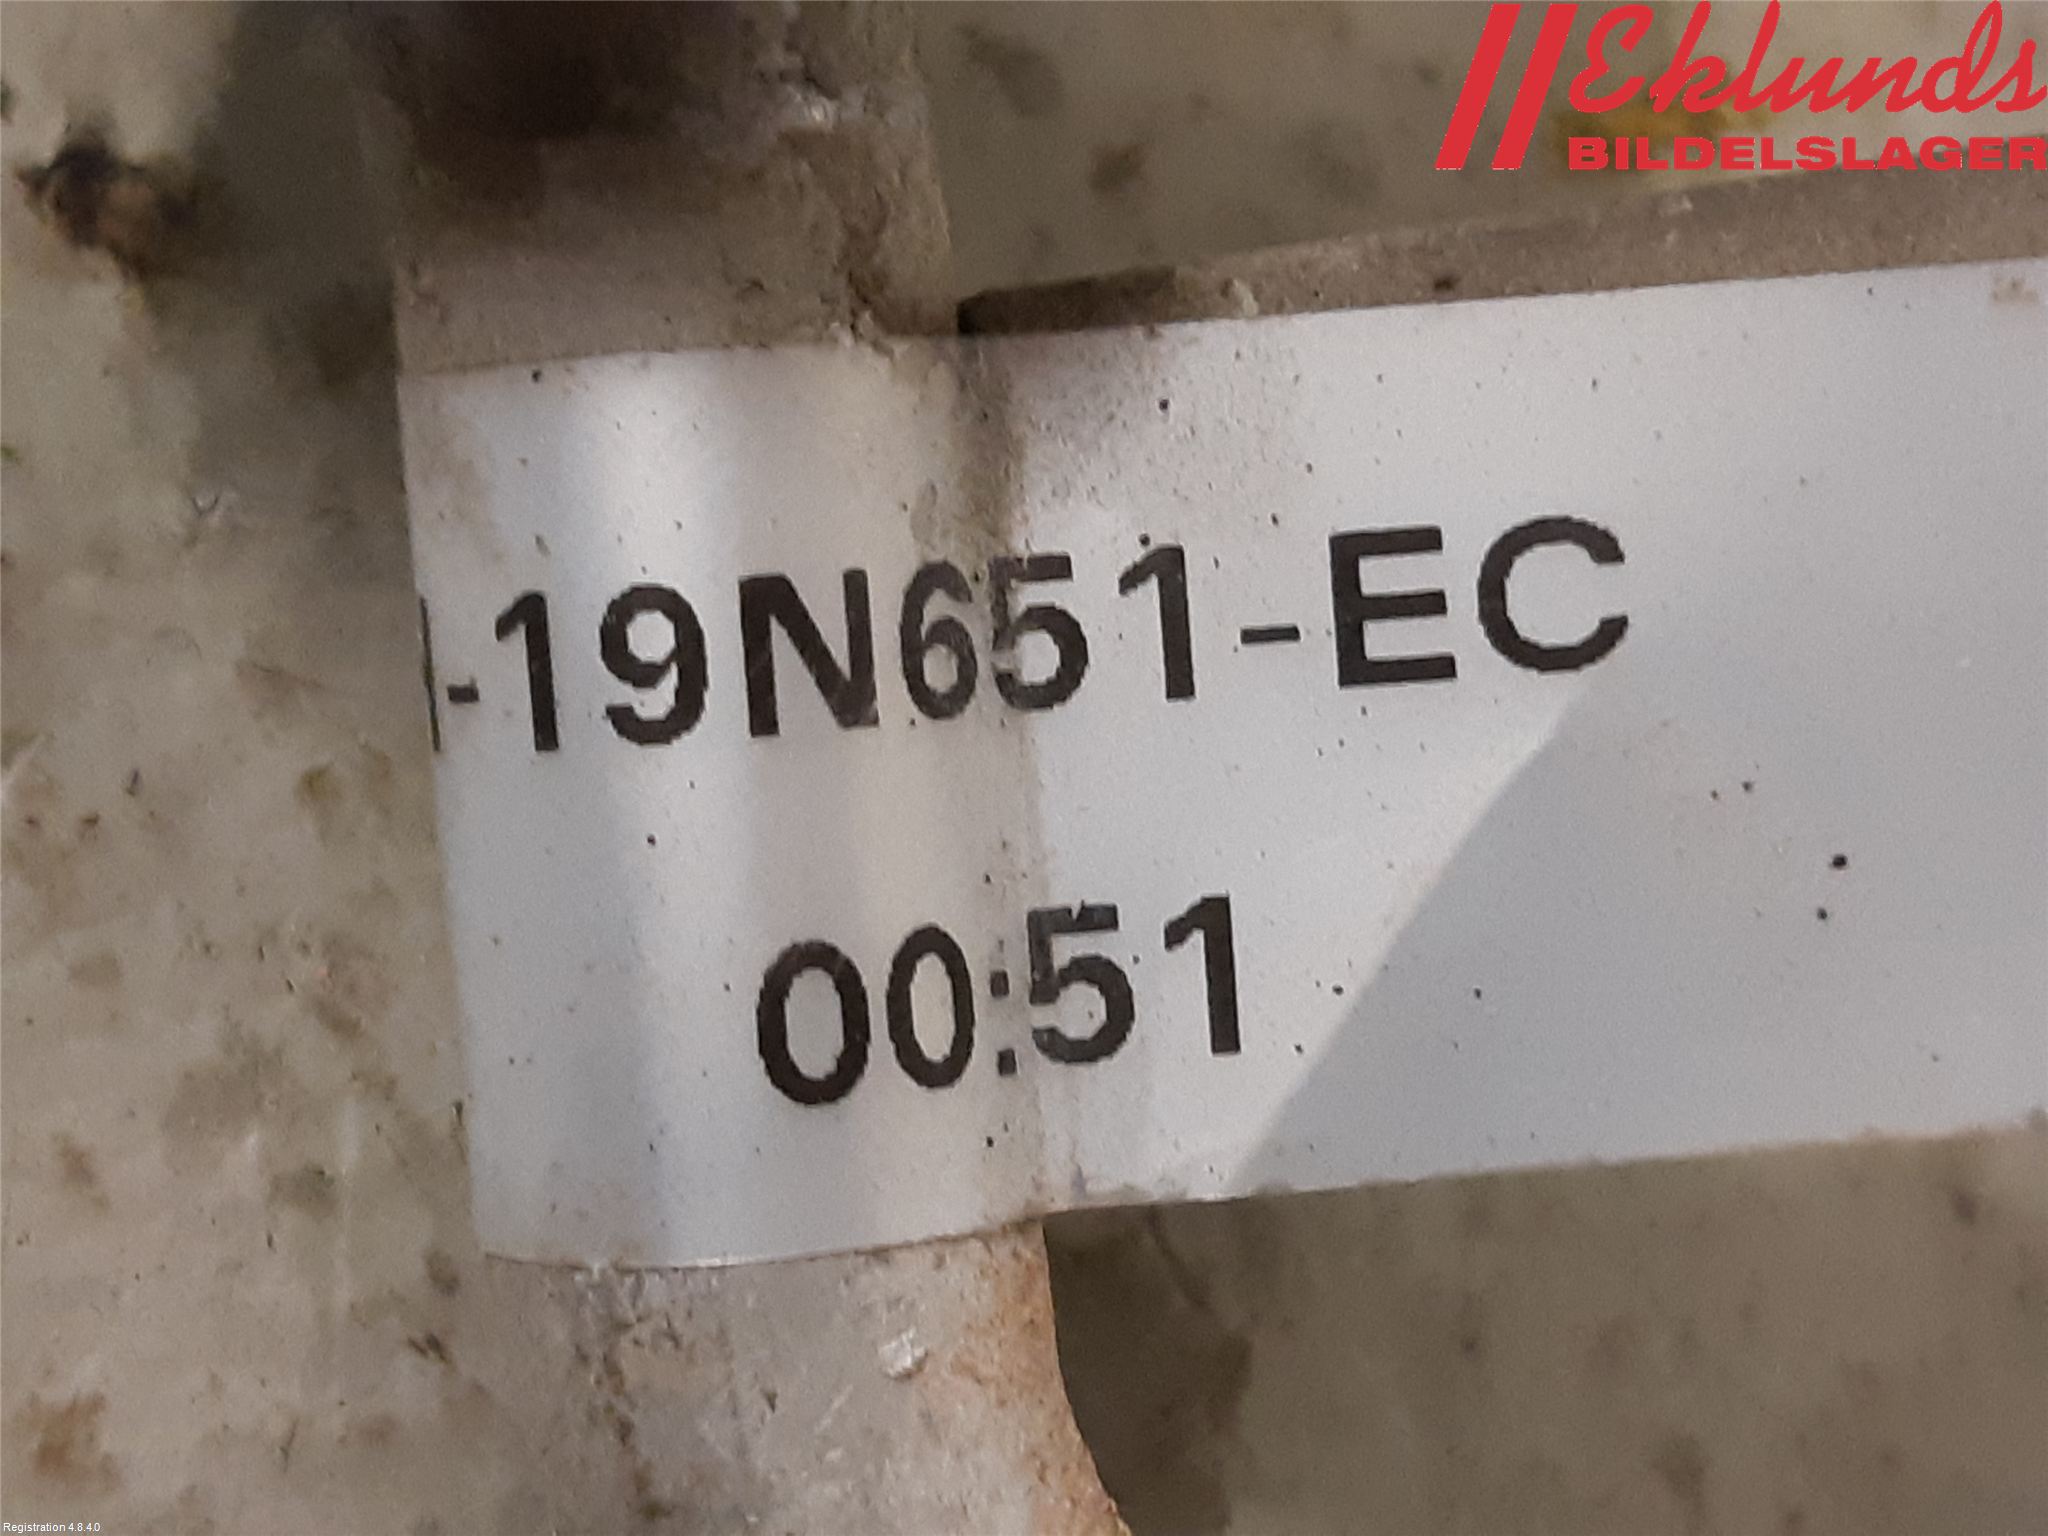 Eklunds
BILDELSLAGER
-19N651-EC
00:51
Registration 4.8.4.0